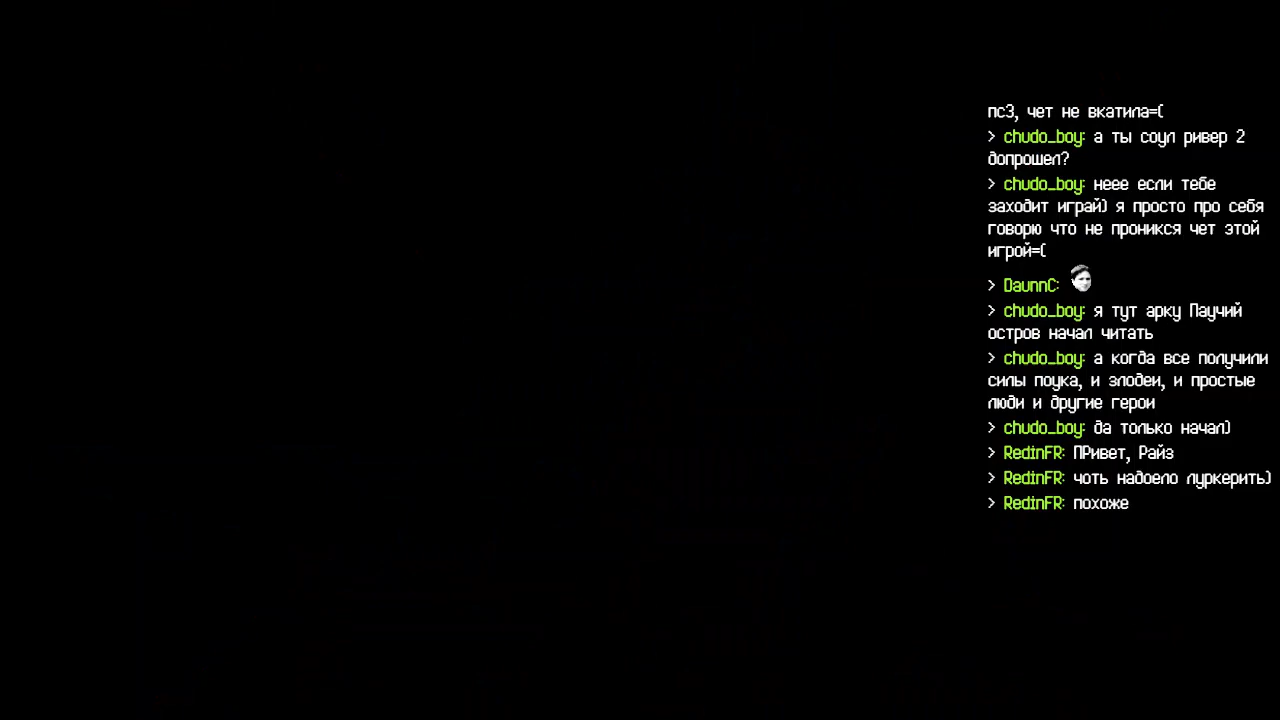 пс3, чет не вкатила=(
> chudo_boy: а ты соул ривер 2
допрошел?
> chudo_boy: неее если тебе
заходит играй) я просто про себя
говорю что не проникся чет этой
игрой=(
> DaunnC:
> chudo_boy: я тут арку Паучий
остров начал читать
> chudo_boy: а когда все получили
силы поука, и злодеи, и простые
люди и другие герои
> chudo_boy: да только начал)
> RedinFR: ПРивет, Райз
> RedinFR: чоть надоело луркерить)
> RedinFR: похоже